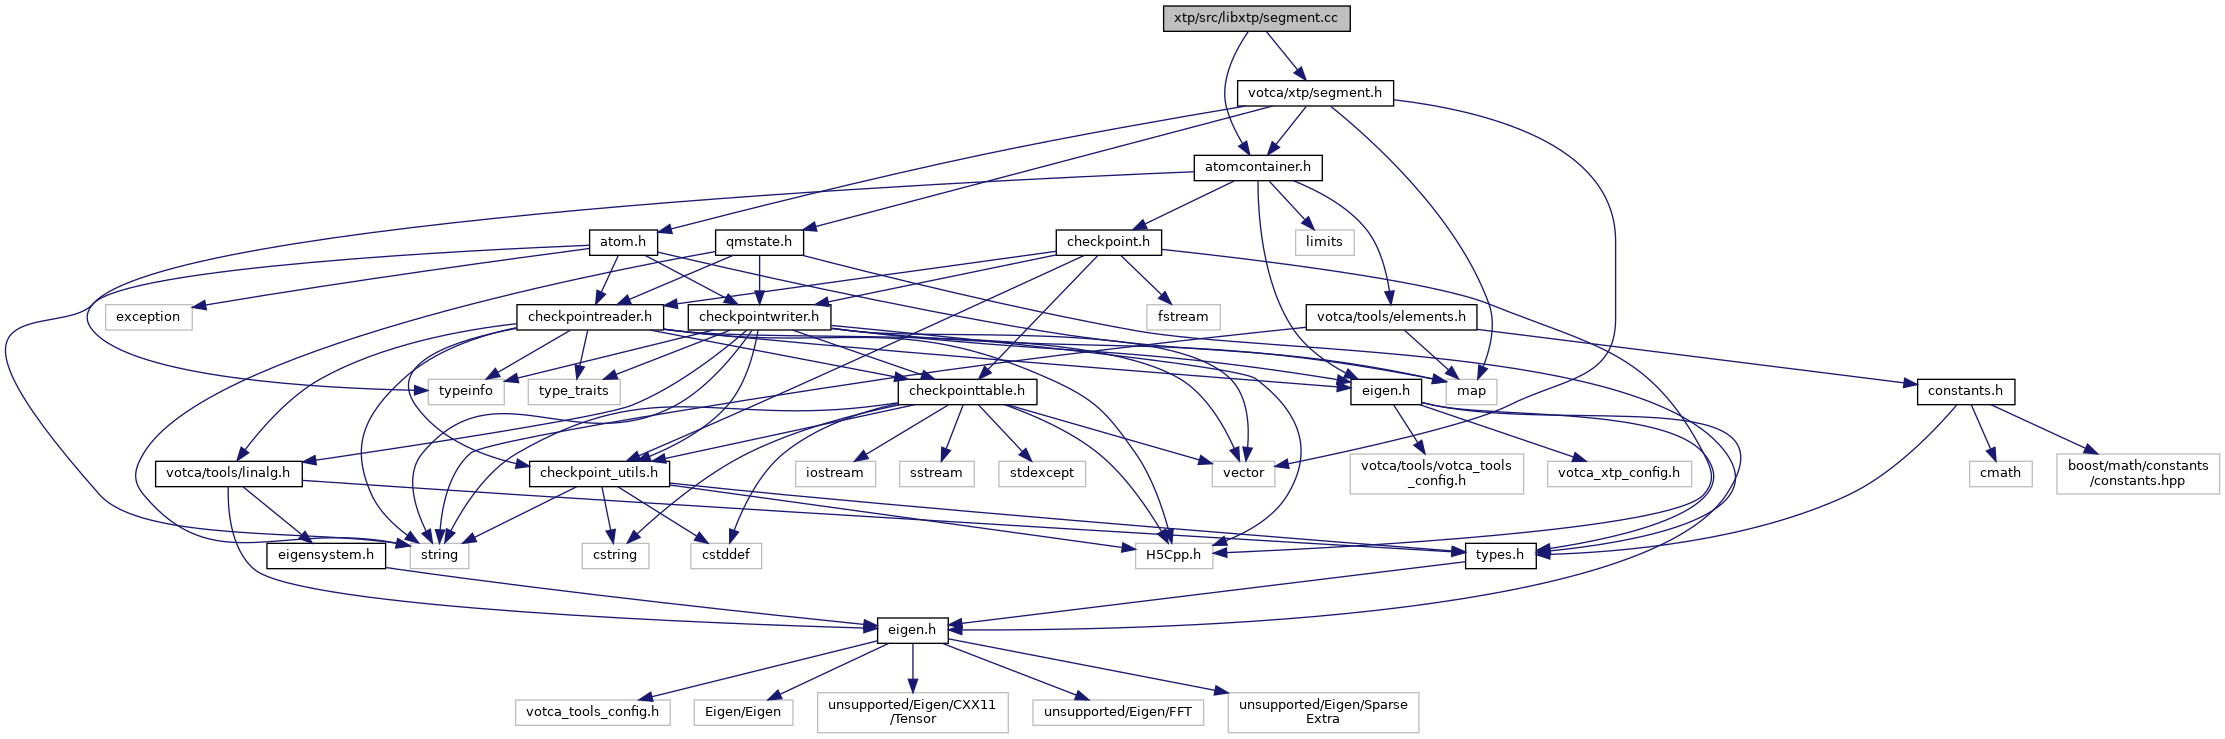 xtp/src/libxtp/segment.cc
votca/xtp/segment.h
atomcontainer.h
atom.h
qmstate.h
checkpoint.h
limits
exception
checkpointreader.h
checkpointwriter.h
fstream
votca/tools/elements.h
typeinfo
type_traits
checkpointtable.h
eigen.h
map
constants.h
votca/tools/linalg.h
checkpoint_utils.h
iostream
sstream
stdexcept
vector
votca/tools/votca_tools
_config.h
votca_xtp_config.h
cmath
boost/math/constants
/constants.hpp
eigensystem.h
string
cstring
cstddef
H5Cpp.h
types.h
eigen.h
votca_tools_config.h
Eigen/Eigen
unsupported/Eigen/CXX11
/Tensor
unsupported/Eigen/FFT
unsupported/Eigen/Sparse
Extra